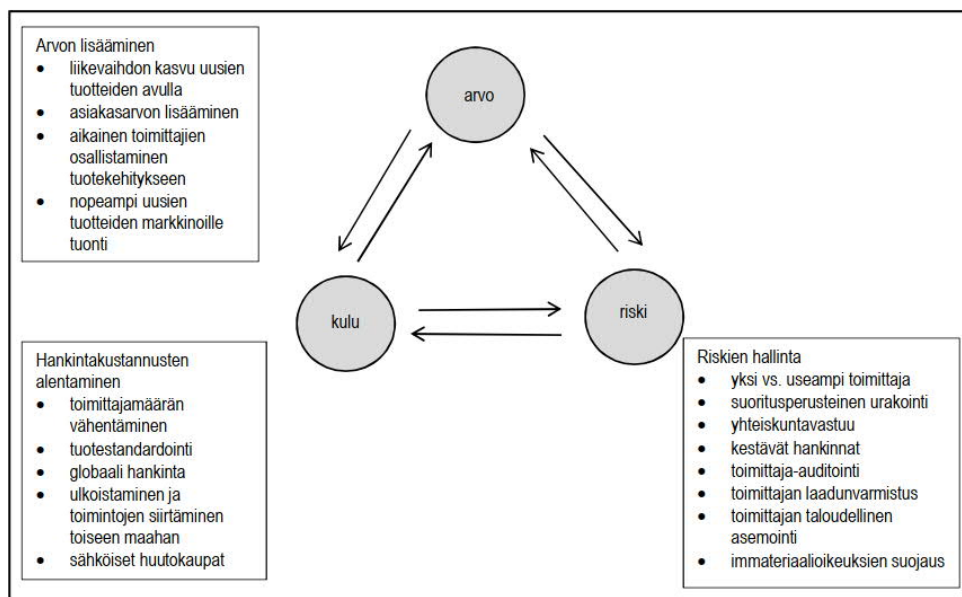 Arvon lisääminen
• liikevaihdon kasvu uusien
tuotteiden avulla
• asiakasarvon lisääminen
• aikainen toimittajien
osallistaminen
tuotekehitykseen
• nopeampi uusien
tuotteiden markkinoille
tuonti
arvo
kulu
riski
Hankintakustannusten
alentaminen
• toimittajamäärän
vähentäminen
• tuotestandardointi
• globaali hankinta
• ulkoistaminen ja
toimintojen siirtäminen
toiseen maahan
• sähköiset huutokaupat
Riskien hallinta
• yksi vs. useampi toimittaja
• suoritusperusteinen urakointi
• yhteiskuntavastuu
• kestävät hankinnat
• toimittaja-auditointi
• toimittajan laadunvarmistus
• toimittajan taloudellinen
asemointi
• immateriaalioikeuksien suojaus